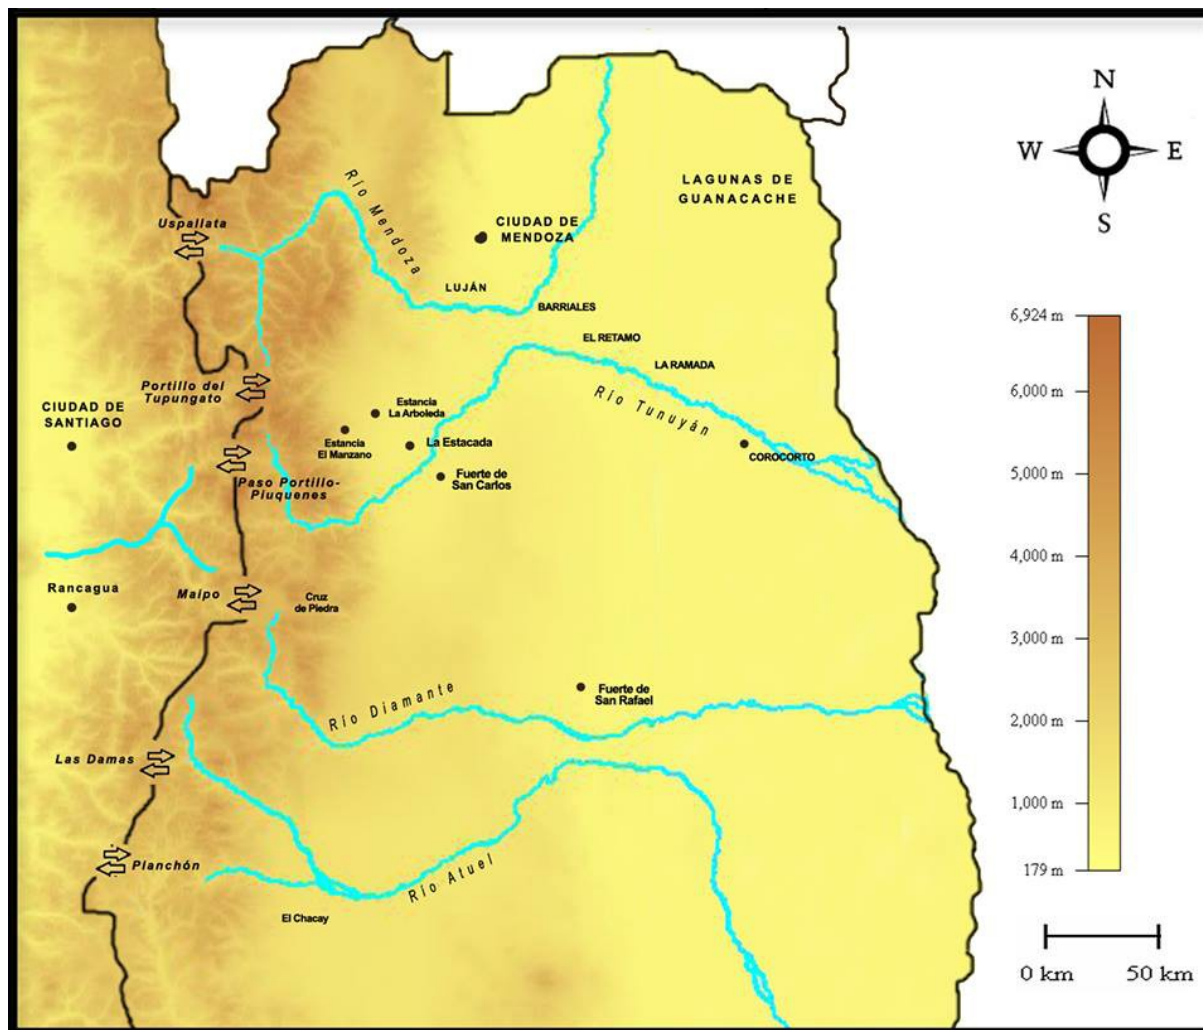 N
W
E
S
LAGUNAS DE
GUANACACHE
Río Mendoza
CIUDAD DE
MENDOZA
Uspallata
LUJÁN
BARRIALES
EL RETAMO
LA RAMADA
Portillo del
Tupungato
CIUDAD DE
SANTIAGO
Estancia
La Arboleda
Río Tunuyán
Estancia
El Manzano
La Estacada
COROCORTO
Fuerte de
San Carlos
Paso Portillo-
Piuquenes
Rancagua
Maipo
Cruz
de Piedra
Río Diamante
Fuerte de
San Rafael
Las Damas
Planchón
Río Atuel
El Chacay
6,924 m
6,000 m
5,000 m
4,000 m
3,000 m
2,000 m
1,000 m
179 m
0 km
50 km